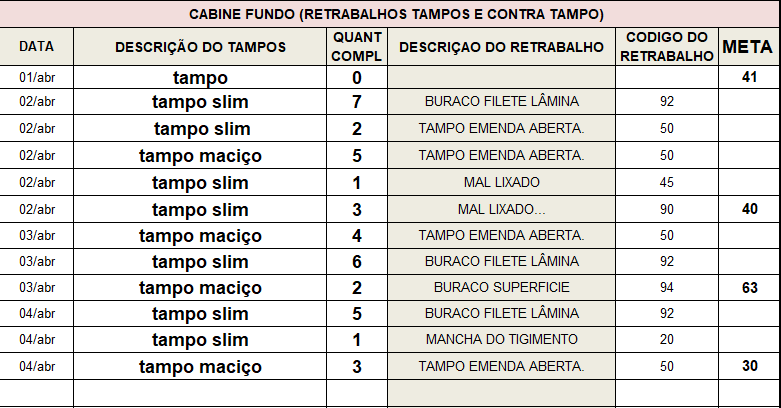 CABINE FUNDO (RETRABALHOS TAMPOS E CONTRA TAMPO)
DATA DESCRIÇÃO DO TAMPOS QUANT COMPL DESCRIÇAO DO RETRABALHO CODIGO DO RETRABALHO META
01/abr tampo 0 41
02/abr tampo slim 7 BURACO FILETE LÂMINA 92
02/abr tampo slim 2 TAMPO EMENDA ABERTA. 50
02/abr tampo maciço 5 TAMPO EMENDA ABERTA. 50
02/abr tampo slim 1 MAL LIXADO 45
02/abr tampo slim 3 MAL LIXADO... 90 40
03/abr tampo maciço 4 TAMPO EMENDA ABERTA. 50
03/abr tampo slim 6 BURACO FILETE LÂMINA 92
03/abr tampo maciço 2 BURACO SUPERFICIE 94 63
04/abr tampo slim 5 BURACO FILETE LÂMINA 92
04/abr tampo slim 1 MANCHA DO TIGIMENTO 20
04/abr tampo maciço 3 TAMPO EMENDA ABERTA. 50 30